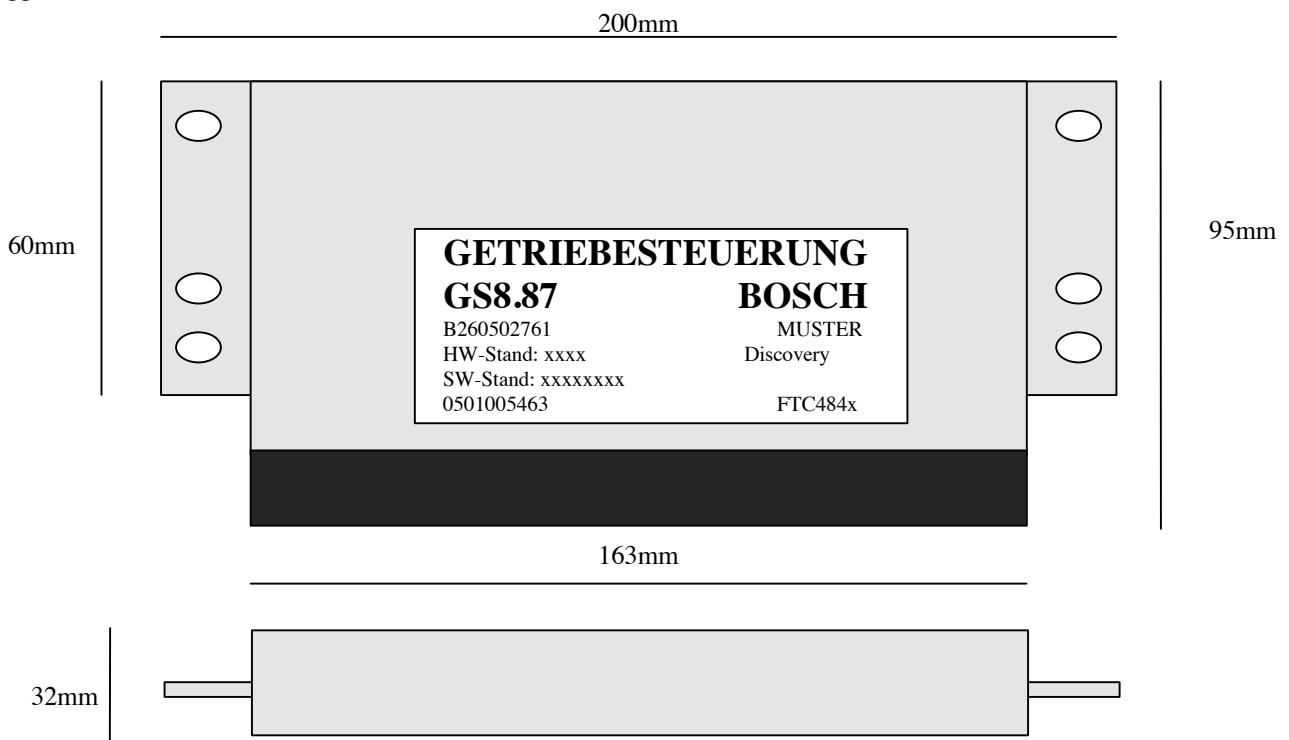 200mm
60mm
95mm
GETRIEBESTEUERUNG
GS8.87 BOSCH
B260502761 MUSTER
HW-Stand: xxxx Discovery
SW-Stand: xxxxxxxx
0501005463 FTC484x
163mm
32mm